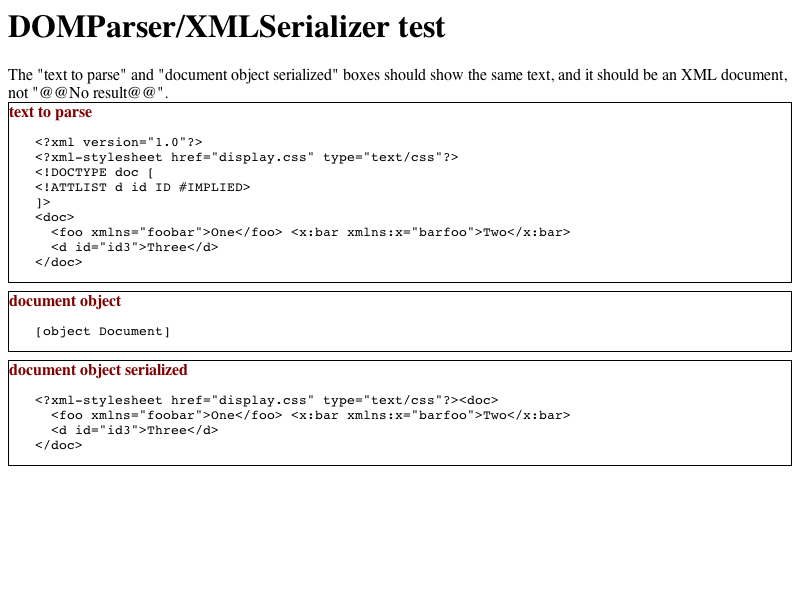 DOMParser/XMLSerializer test
The "text to parse" and "document object serialized" boxes should show the same text, and it should be an XML document,
not "@@No result@@".
text to parse
<?xml version="1.0"?>
<?xml-stylesheet href="display.css" type="text/css"?>
<!DOCTYPE doc [
<!ATTLIST d id ID #IMPLIED>
]>
<doc>
  <foo xmlns="foobar">One</foo> <x:bar xmlns:x="barfoo">Two</x:bar>
  <d id="id3">Three</d>
</doc>
document object
[object Document]
document object serialized
<?xml-stylesheet href="display.css" type="text/css"?><doc>
  <foo xmlns="foobar">One</foo> <x:bar xmlns:x="barfoo">Two</x:bar>
  <d id="id3">Three</d>
</doc>